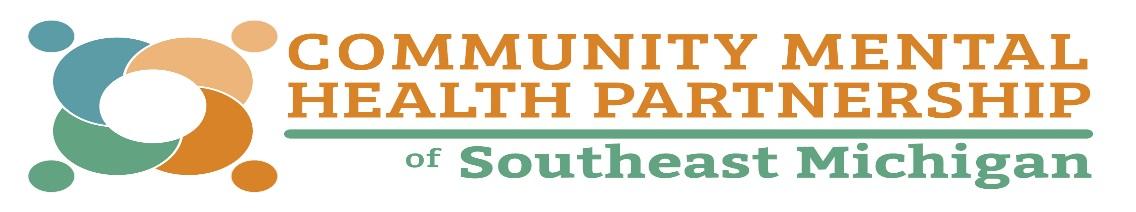 COMMUNITY MENTAL
HEALTH PARTNERSHIP
of Southeast Michigan